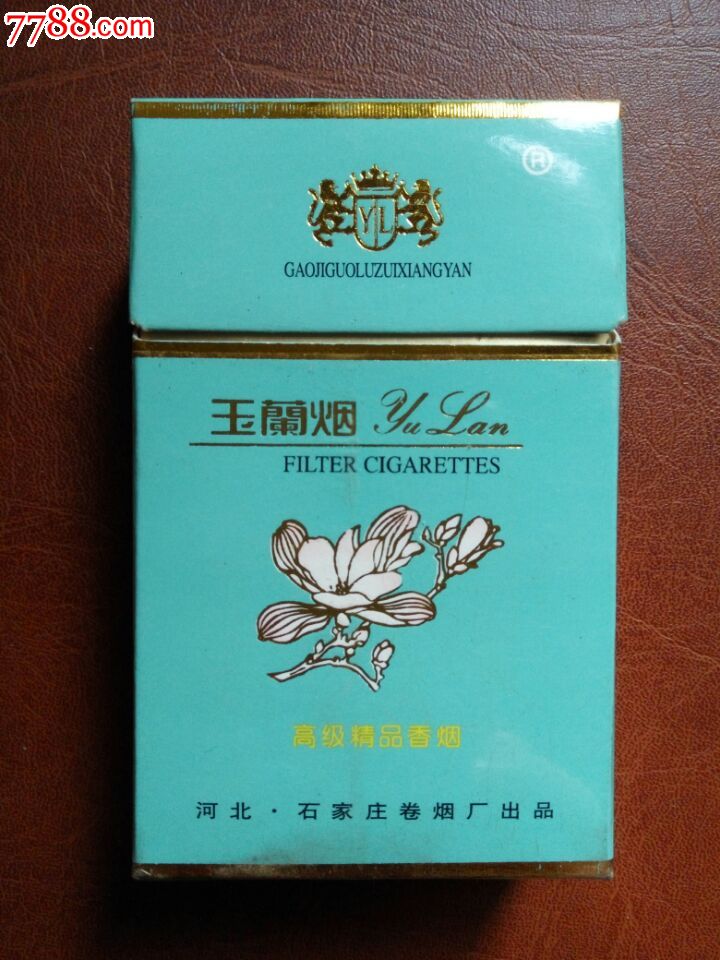 7788.com
®
YL
GAOJIGUOLUZUIXIANGYAN
玉蘭烟 Yu Lan
FILTER CIGARETTES
高级精品香烟
河北·石家庄卷烟厂出品